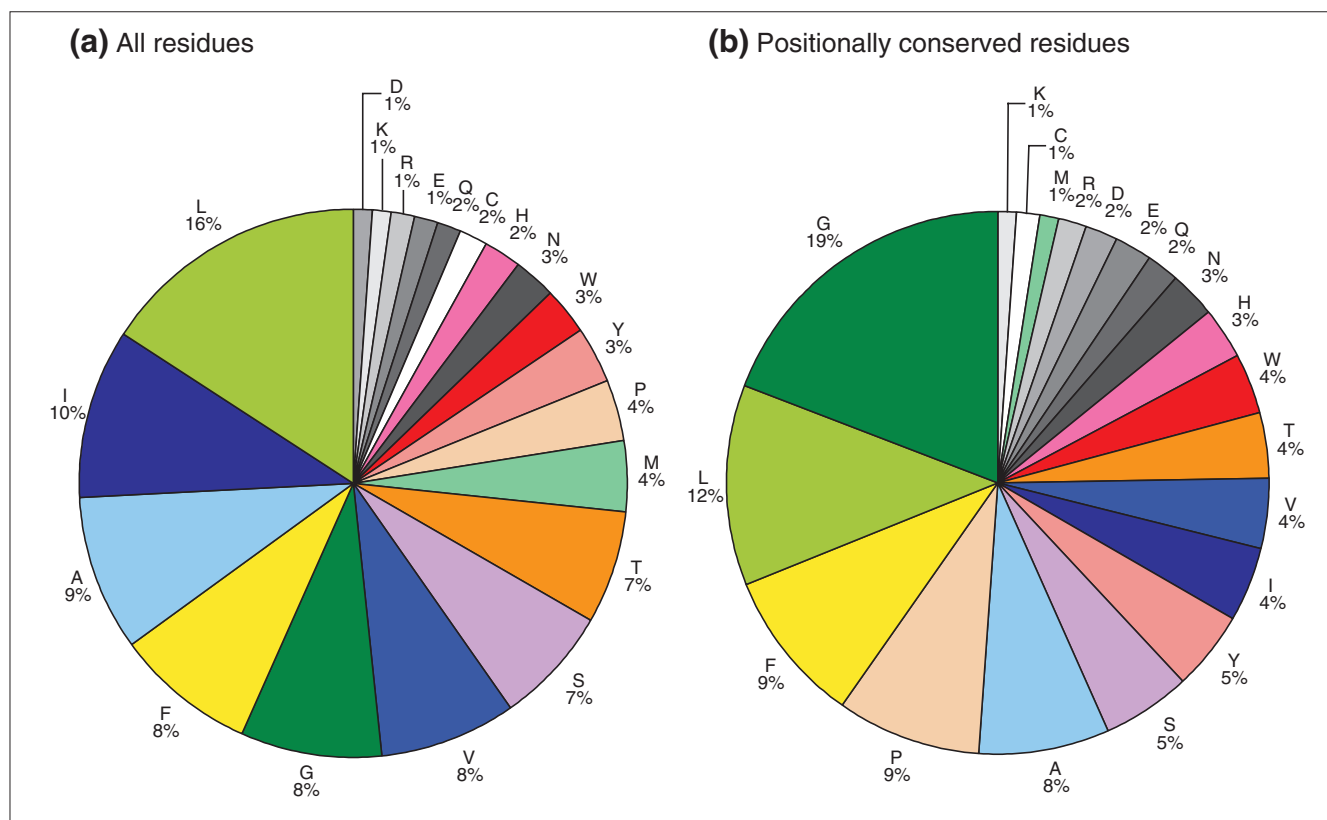 (a) All residues
D
1%
K
1%
R
1%
E
1%
Q
2%
C
2%
H
2%
N
3%
W
3%
Y
3%
P
4%
M
4%
T
7%
S
7%
V
8%
G
8%
F
8%
A
9%
I
10%
L
16%
(b) Positionally conserved residues
K
1%
C
1%
M
1%
R
2%
D
2%
E
2%
Q
2%
N
3%
H
3%
W
4%
T
4%
V
4%
I
4%
Y
5%
S
5%
A
8%
P
9%
F
9%
L
12%
G
19%